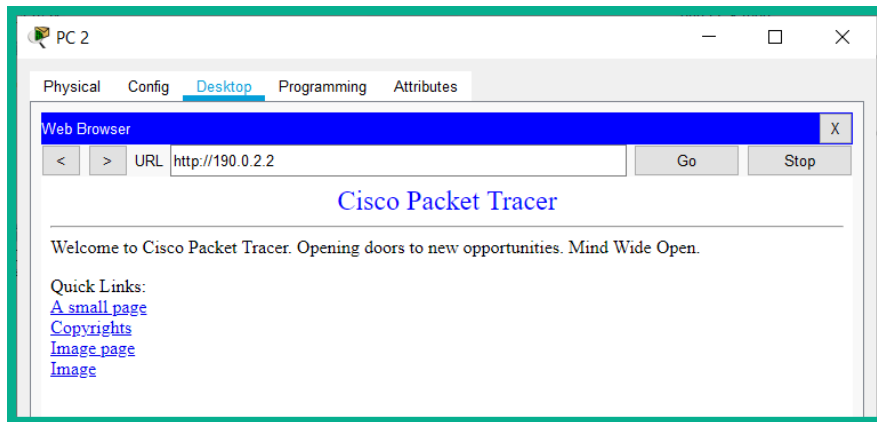 PC 2
Physical Config Desktop Programming Attributes
Web Browser X
< > URL http://190.0.2.2 Go Stop
Cisco Packet Tracer
Welcome to Cisco Packet Tracer. Opening doors to new opportunities. Mind Wide Open.
Quick Links:
A small page
Copyrights
Image page
Image